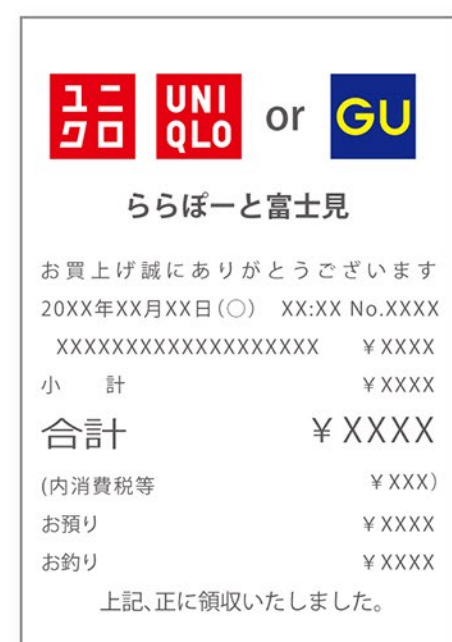 ユニクロ UNIQLO or GU
ららぽーと富士見
お買上げ誠にありがとうございます
20XX年XX月XX日(○) XX:XX No.XXXX
XXXXXXXXXXXXXXXXXXX ¥XXXX
小 計 ¥XXXX
合計 ¥XXXX
(内消費税等 ¥XXX)
お預り ¥XXXX
お釣り ¥XXXX
上記、正に領収いたしました。